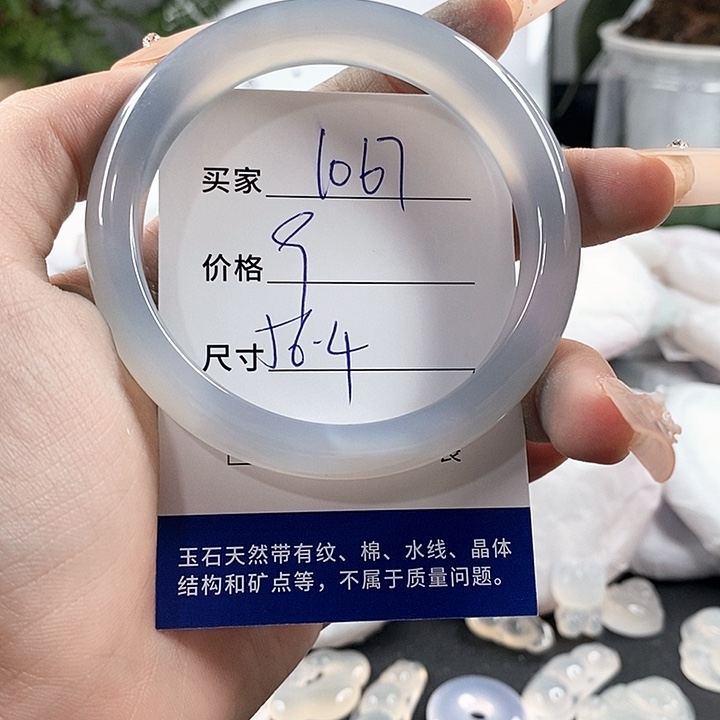 买家 1067
价格 9
尺寸 56.4
玉石天然带有纹、棉、水线、晶体
结构和矿点等，不属于质量问题。